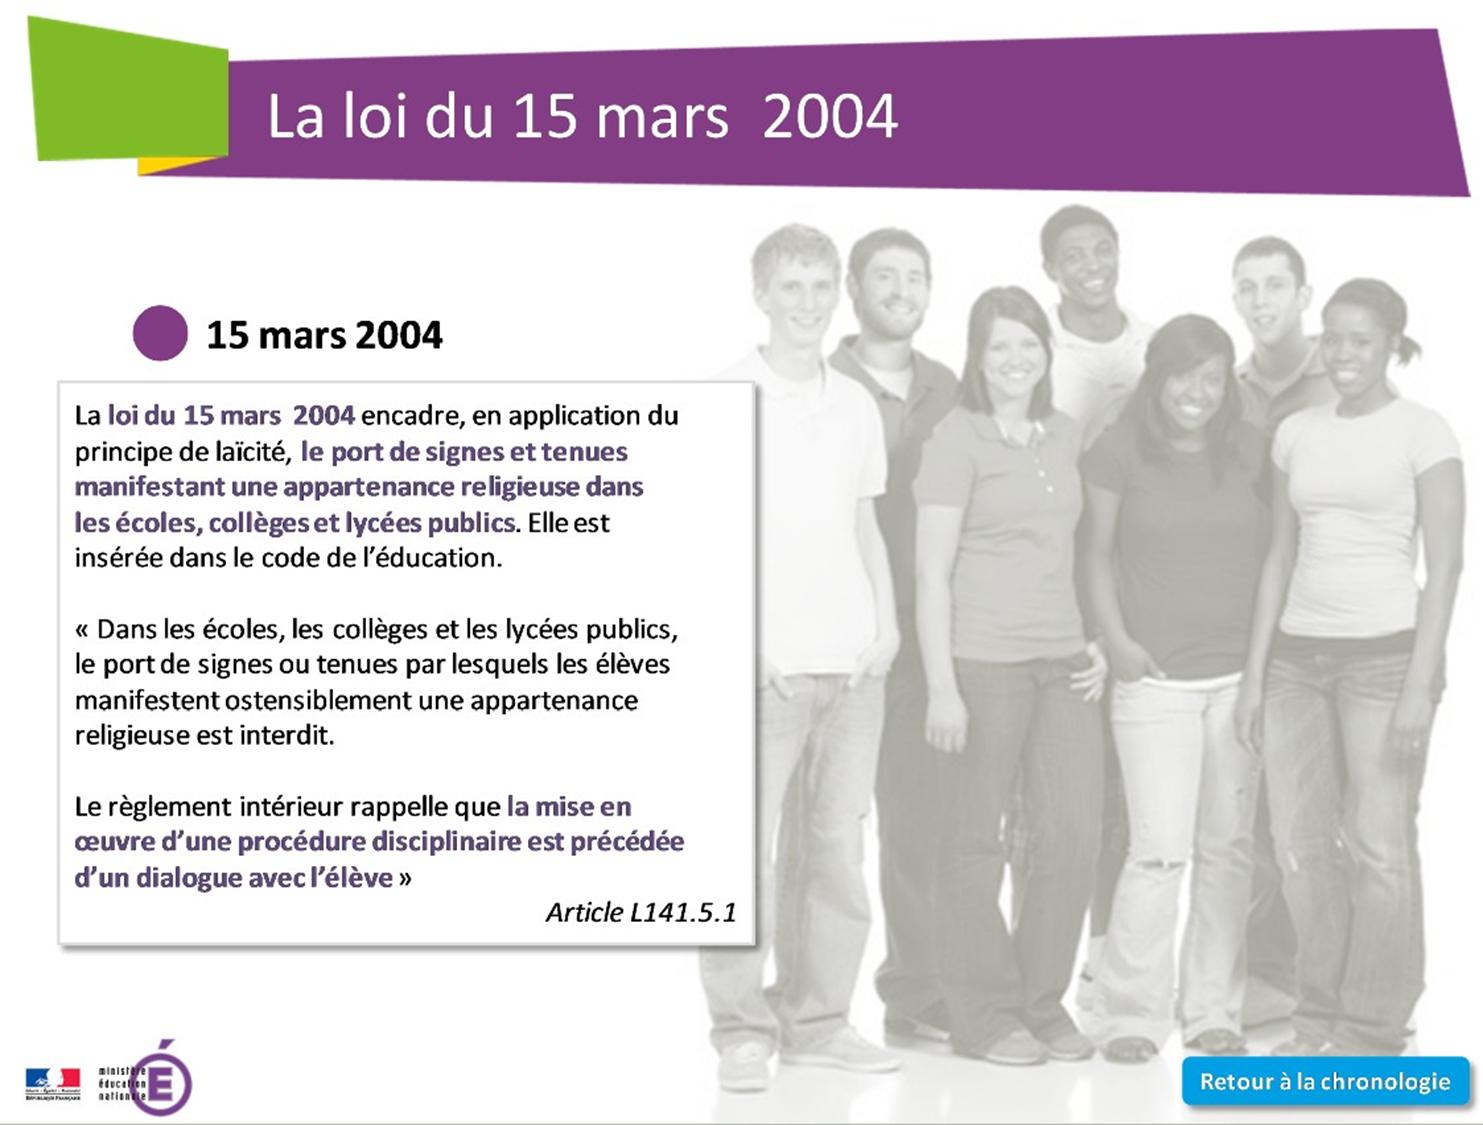 La loi du 15 mars  2004
15 mars 2004
La loi du 15 mars  2004 encadre, en application du
principe de laïcité, le port de signes et tenues
manifestant une appartenance religieuse dans
les écoles, collèges et lycées publics. Elle est
insérée dans le code de l’éducation.
« Dans les écoles, les collèges et les lycées publics,
le port de signes ou tenues par lesquels les élèves
manifestent ostensiblement une appartenance
religieuse est interdit.
Le règlement intérieur rappelle que la mise en
œuvre d’une procédure disciplinaire est précédée
d’un dialogue avec l’élève »
Article L141.5.1
RÉPUBLIQUE FRANÇAISE
ministère
éducation
nationale
É
Retour à la chronologie